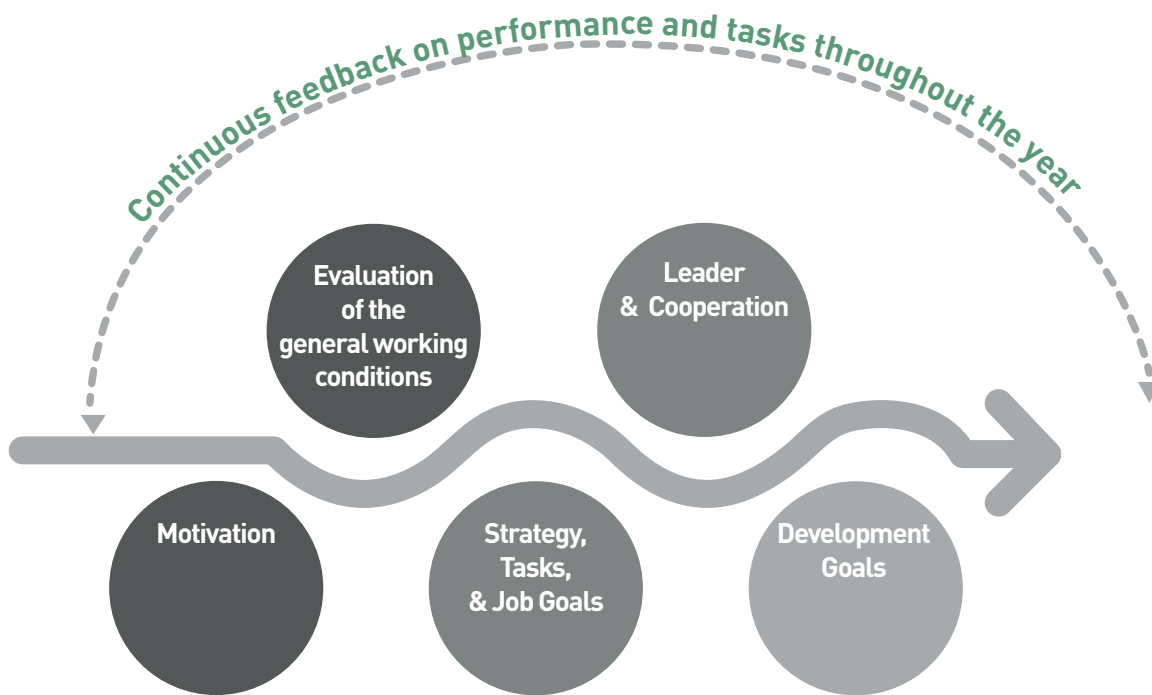 Continuous feedback on performance and tasks throughout the year
Evaluation
of the
general working
conditions
Leader
& Cooperation
Motivation
Strategy,
Tasks,
& Job Goals
Development
Goals